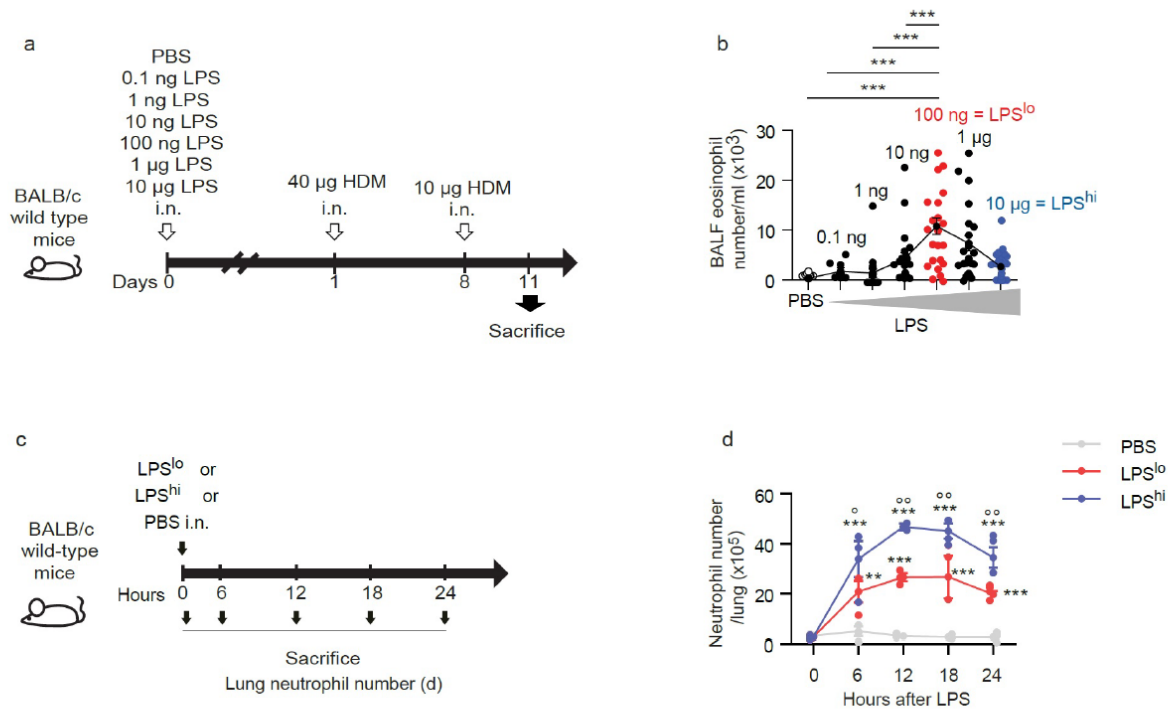 a
PBS
0.1 ng LPS
1 ng LPS
10 ng LPS
100 ng LPS
1 µg LPS
10 µg LPS
i.n.
40 µg HDM
i.n.
10 µg HDM
i.n.
BALB/c
wild type
mice
Days
0
1
8
11
Sacrifice
b
***
***
***
***
100 ng = LPSlo
1 µg
10 ng
1 ng
0.1 ng
10 µg = LPShi
BALF eosinophil
number/ml (x103)
30
20
10
0
PBS
LPS
c
LPSlo or
LPShi or
PBS i.n.
BALB/c
wild-type
mice
Hours
0 6 12 18 24
Sacrifice
Lung neutrophil number (d)
d
PBS
LPSlo
LPShi
Neutrophil number
/lung (x105)
60
40
20
0
° °° °° °°
*** *** *** ***
** *** *** ***
0 6 12 18 24
Hours after LPS